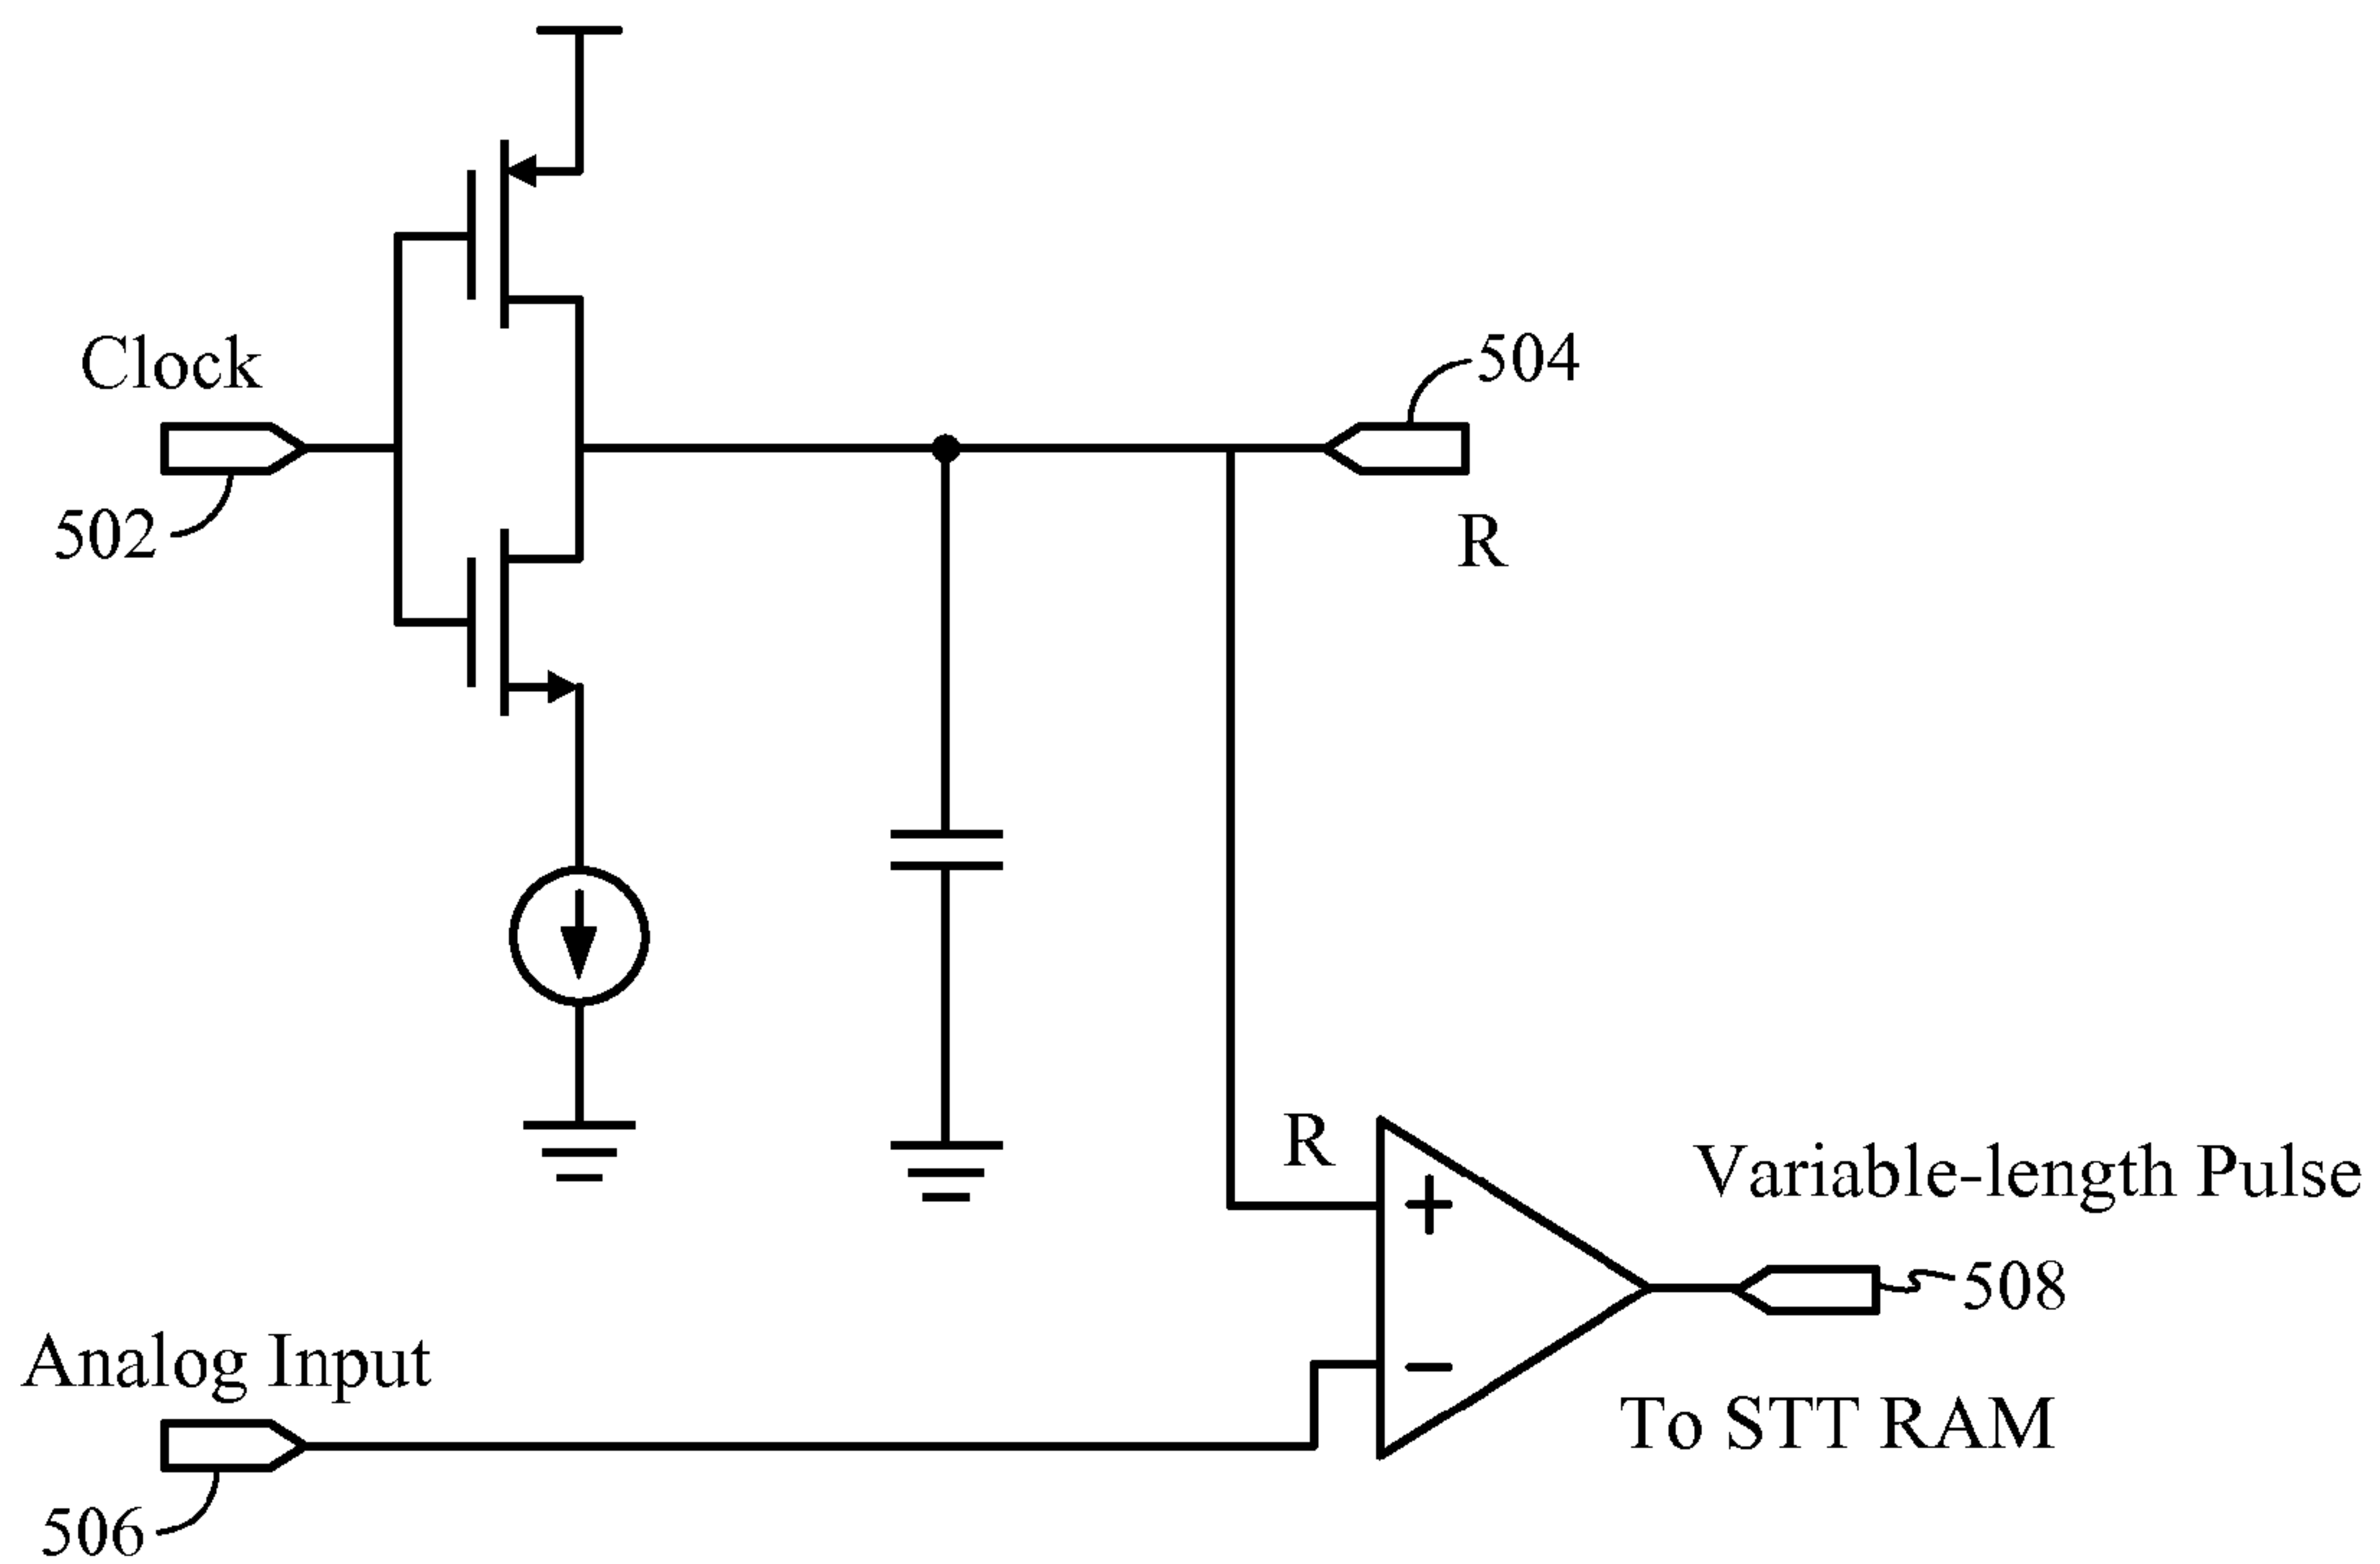 Clock
504
502
R
R
Variable-length Pulse
+
508
Analog Input
−
To STT RAM
506